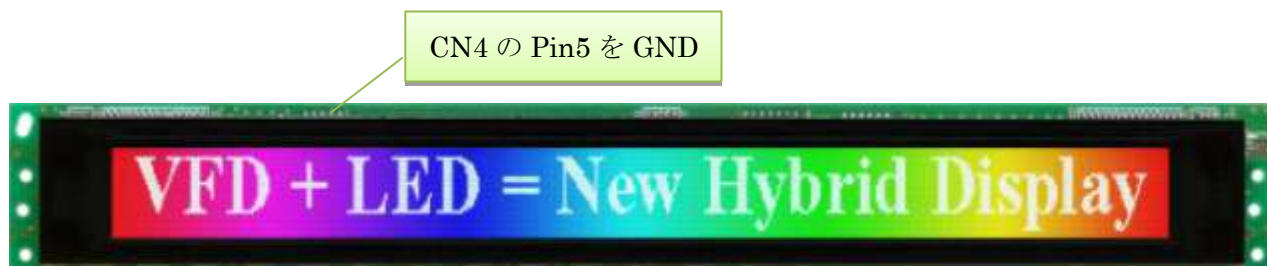 CN4 の Pin5 を GND
VFD + LED = New Hybrid Display